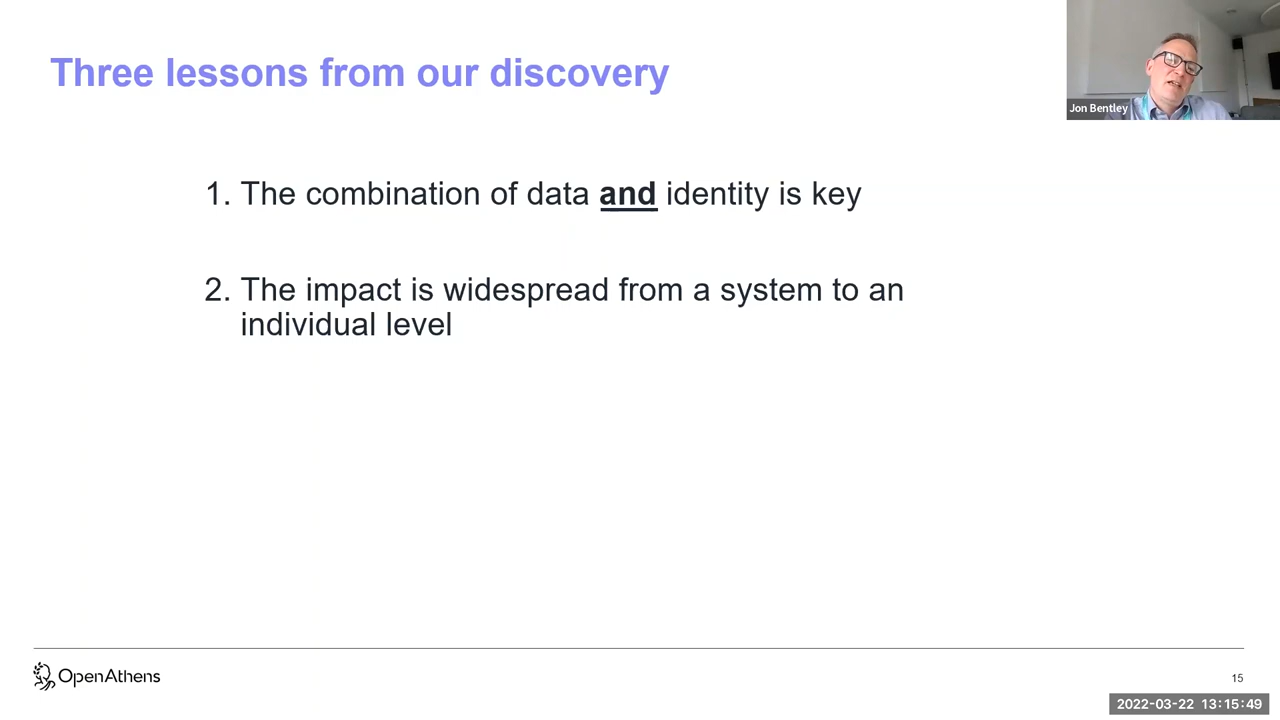 Three lessons from our discovery
Jon Bentley
1. The combination of data and identity is key
2. The impact is widespread from a system to an
individual level
OpenAthens
15
2022-03-22 13:15:49